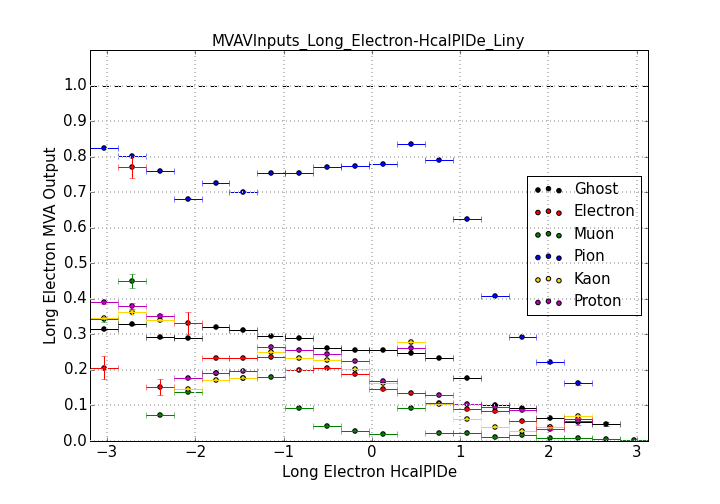 MVAVInputs_Long_Electron-HcalPIDe_Liny
Long Electron MVA Output
1.0
0.9
0.8
0.7
0.6
0.5
0.4
0.3
0.2
0.1
0.0
Ghost
Electron
Muon
Pion
Kaon
Proton
−3 −2 −1 0 1 2 3
Long Electron HcalPIDe